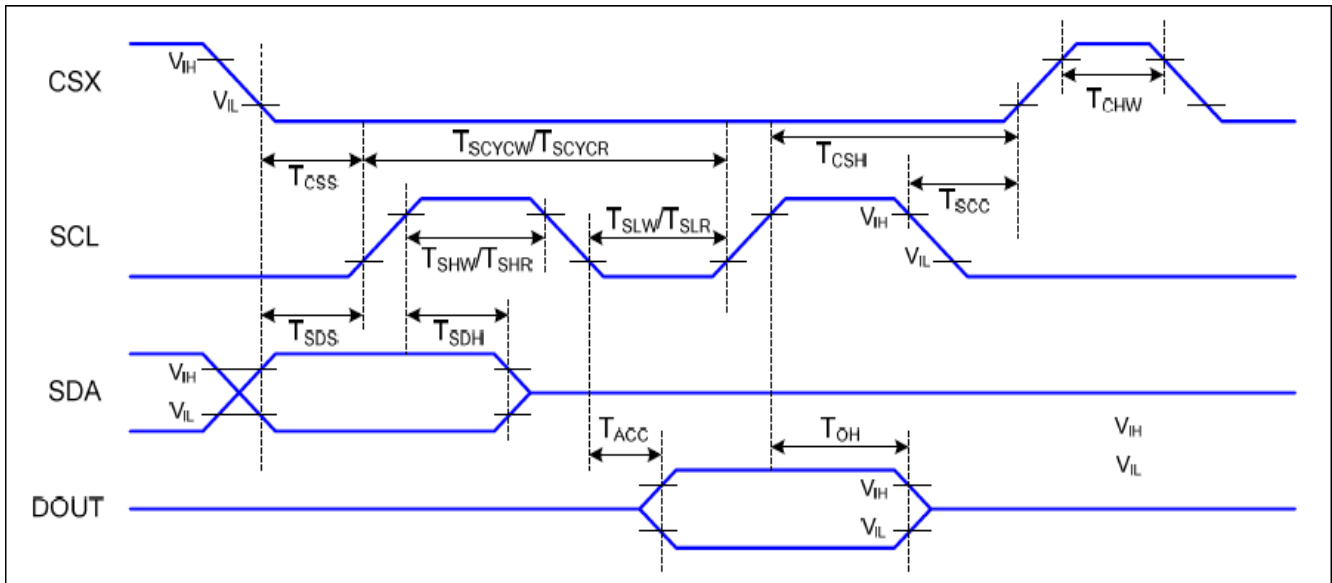 CSX
VIH
VIL
TCHW
TSCYCW/TSCYCR
TCSH
TCSS
TSCC
SCL
TSLW/TSLR
VIH
TSHW/TSHR
VIL
TSDS
TSDH
SDA
VIH
VIL
TACC
TOH
VIH
VIL
DOUT
VIH
VIL